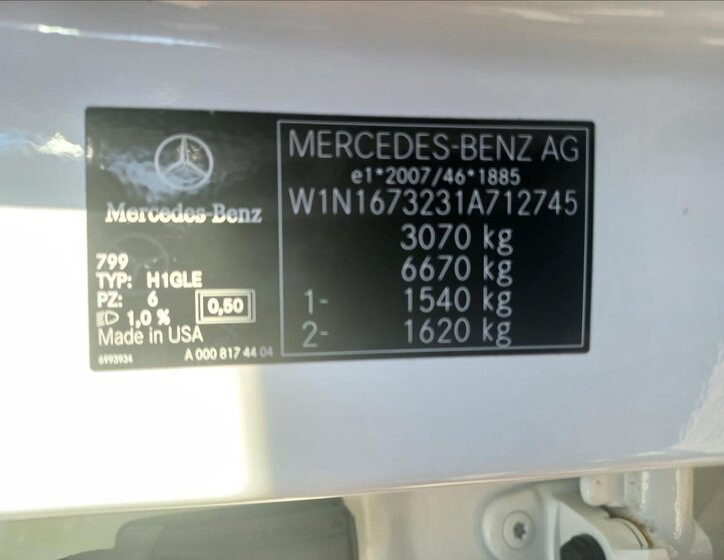 Mercedes-Benz
799
TYP: H1GLE
PZ: 6
1,0 %
0,50
Made in USA
6993934
A 000 817 44 04
MERCEDES-BENZ AG
e1*2007/46*1885
W1N1673231A712745
3070 kg
6670 kg
1- 1540 kg
2- 1620 kg